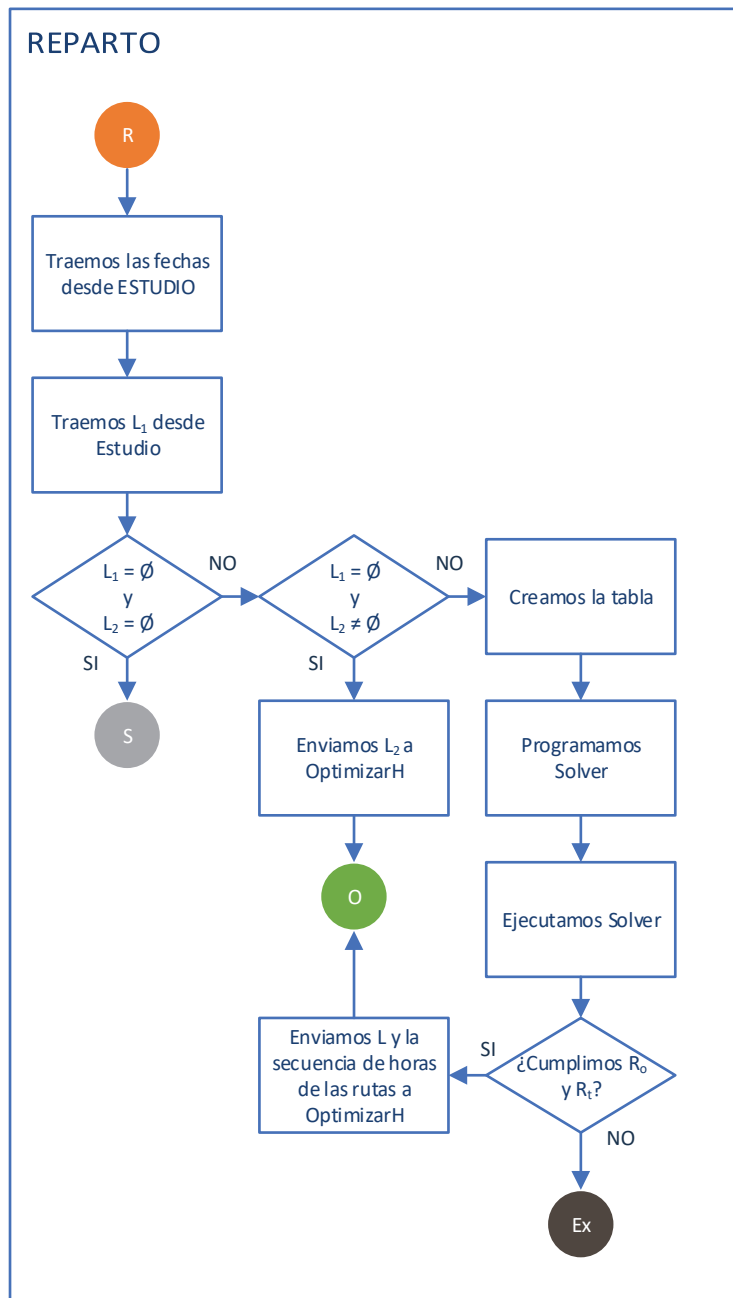 REPARTO
R
Traemos las fechas
desde ESTUDIO
Traemos L₁ desde
Estudio
L₁ = Ø
y
L₂ = Ø
NO
SI
S
L₁ = Ø
y
L₂ ≠ Ø
NO
SI
Creamos la tabla
Enviamos L₂ a
OptimizarH
Programamos
Solver
O
Ejecutamos Solver
¿Cumplimos Rₒ
y Rₜ?
SI
NO
Enviamos L y la
secuencia de horas
de las rutas a
OptimizarH
Ex